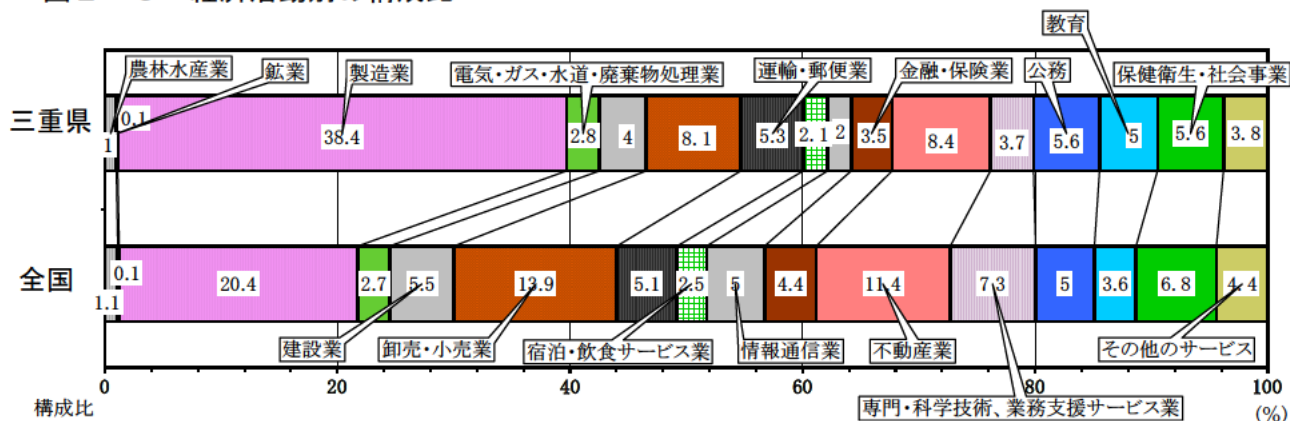 農林水産業 鉱業 製造業 電気・ガス・水道・廃棄物処理業 運輸・郵便業 金融・保険業 公務 教育 保健衛生・社会事業
三重県 1 0.1 38.4 2.8 4 8.1 5.3 2.1 2 3.5 8.4 3.7 5.6 5 5.6 3.8
全国 1.1 0.1 20.4 2.7 5.5 13.9 5.1 2.5 5 4.4 11.4 7.3 5 3.6 6.8 4.4
建設業 卸売・小売業 宿泊・飲食サービス業 情報通信業 不動産業 その他のサービス
専門・科学技術、業務支援サービス業
0 20 40 60 80 100
構成比 (%)